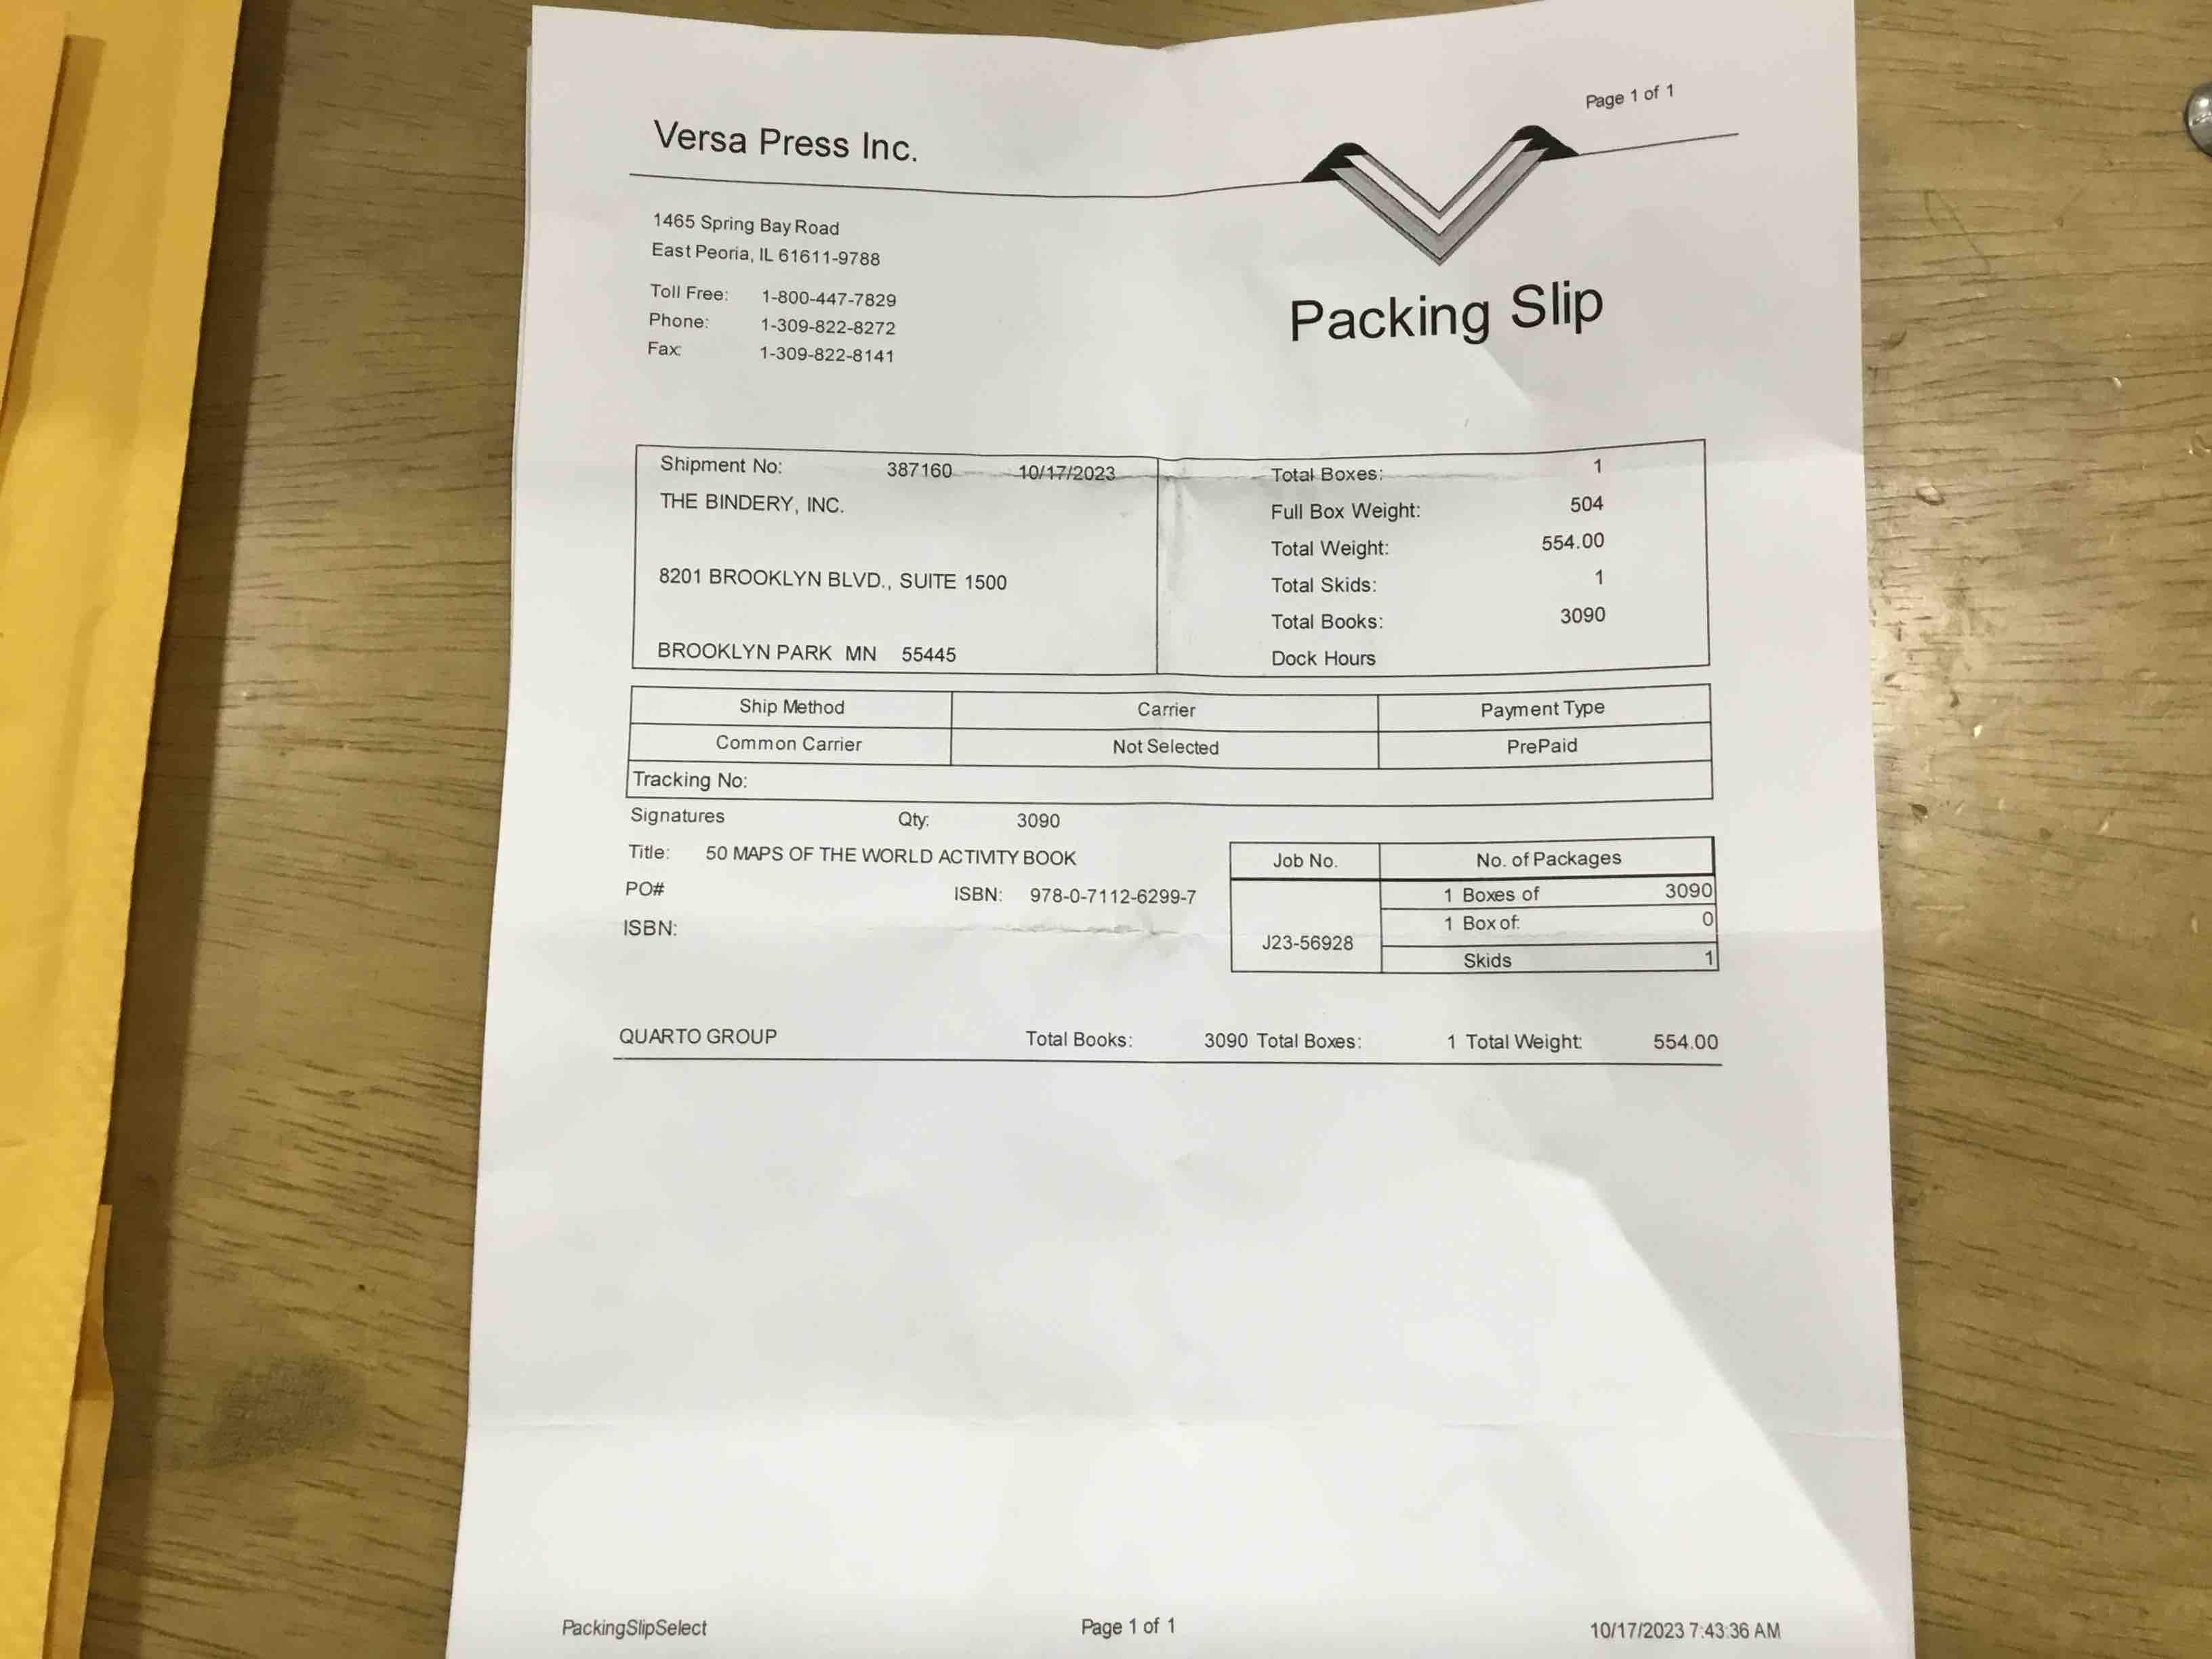 Page 1 of 1
Versa Press Inc.
1465 Spring Bay Road
East Peoria, IL 61611-9788
Toll Free: 1-800-447-7829
Phone: 1-309-822-8272
Fax: 1-309-822-8141
Packing Slip
Shipment No: 387160 10/17/2023
THE BINDERY, INC.
8201 BROOKLYN BLVD., SUITE 1500
BROOKLYN PARK MN 55445
Total Boxes: 1
Full Box Weight: 504
Total Weight: 554.00
Total Skids: 1
Total Books: 3090
Dock Hours
Ship Method Carrier Payment Type
Common Carrier Not Selected PrePaid
Tracking No:
Signatures Qty: 3090
Title: 50 MAPS OF THE WORLD ACTIVITY BOOK
PO# ISBN: 978-0-7112-6299-7
ISBN:
Job No. No. of Packages
1 Boxes of 3090
1 Box of: 0
J23-56928
Skids 1
QUARTO GROUP Total Books: 3090 Total Boxes: 1 Total Weight: 554.00
PackingSlipSelect Page 1 of 1 10/17/2023 7:43:36 AM